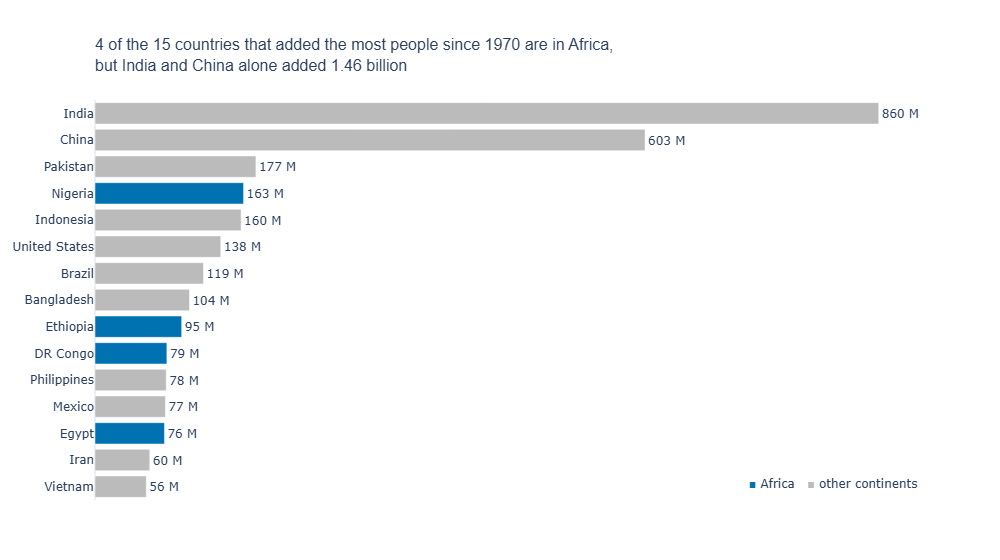 4 of the 15 countries that added the most people since 1970 are in Africa,
but India and China alone added 1.46 billion
India 860 M
China 603 M
Pakistan 177 M
Nigeria 163 M
Indonesia 160 M
United States 138 M
Brazil 119 M
Bangladesh 104 M
Ethiopia 95 M
DR Congo 79 M
Philippines 78 M
Mexico 77 M
Egypt 76 M
Iran 60 M
Vietnam 56 M
Africa other continents